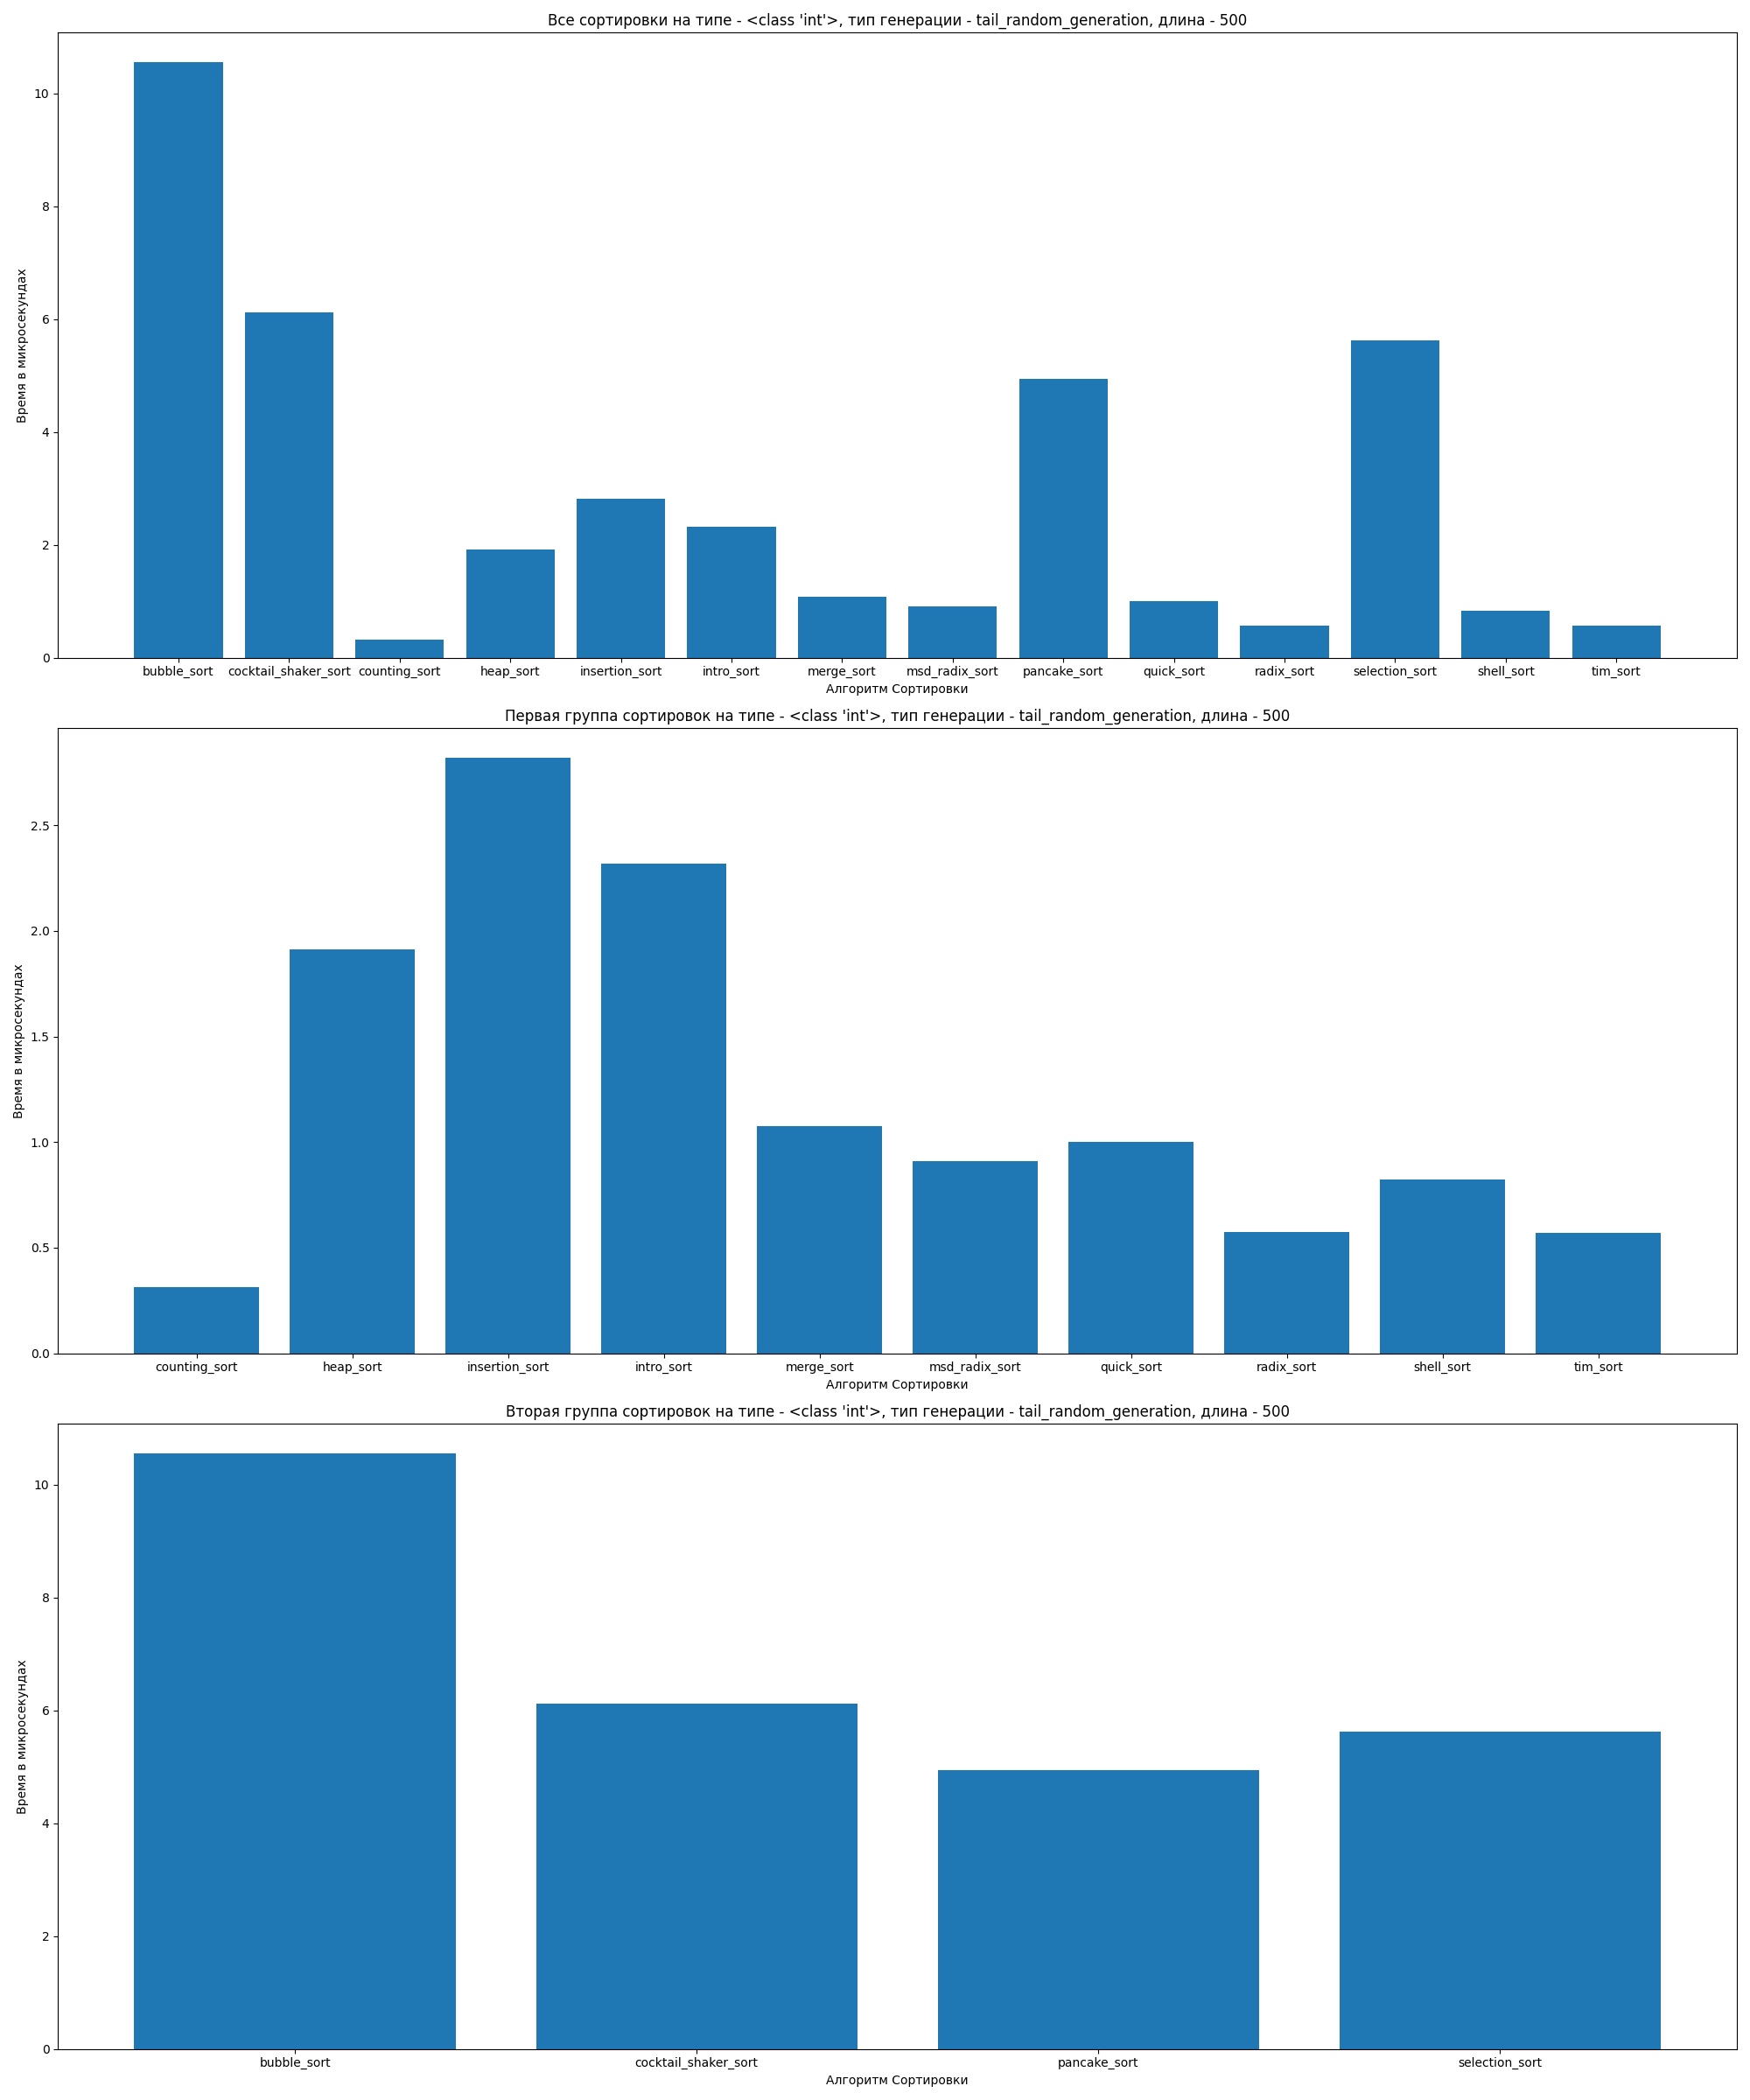 Все сортировки на типе - <class 'int'>, тип генерации - tail_random_generation, длина - 500
Время в микросекундах
10
8
6
4
2
0
bubble_sort cocktail_shaker_sort counting_sort heap_sort insertion_sort intro_sort merge_sort msd_radix_sort pancake_sort quick_sort radix_sort selection_sort shell_sort tim_sort
Алгоритм Сортировки
Первая группа сортировок на типе - <class 'int'>, тип генерации - tail_random_generation, длина - 500
Время в микросекундах
2.5
2.0
1.5
1.0
0.5
0.0
counting_sort heap_sort insertion_sort intro_sort merge_sort msd_radix_sort quick_sort radix_sort shell_sort tim_sort
Алгоритм Сортировки
Вторая группа сортировок на типе - <class 'int'>, тип генерации - tail_random_generation, длина - 500
Время в микросекундах
10
8
6
4
2
0
bubble_sort cocktail_shaker_sort pancake_sort selection_sort
Алгоритм Сортировки